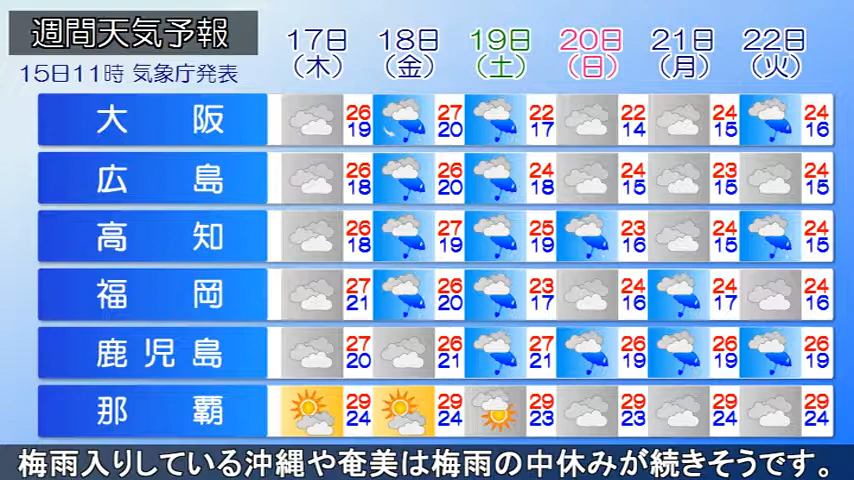 週間天気予報
15日11時 気象庁発表
17日 18日 19日 20日 21日 22日
(木) (金) (土) (日) (月) (火)
大阪 26 19 27 20 22 17 22 14 24 15 24 16
広島 26 18 26 20 24 18 24 15 23 15 24 15
高知 26 18 27 19 25 19 23 16 24 15 24 15
福岡 27 21 26 20 23 17 24 16 24 17 24 16
鹿児島 27 20 26 21 27 21 26 19 26 19 26 19
那覇 29 24 29 24 29 23 29 23 29 24 29 24
梅雨入りしている沖縄や奄美は梅雨の中休みが続きそうです。